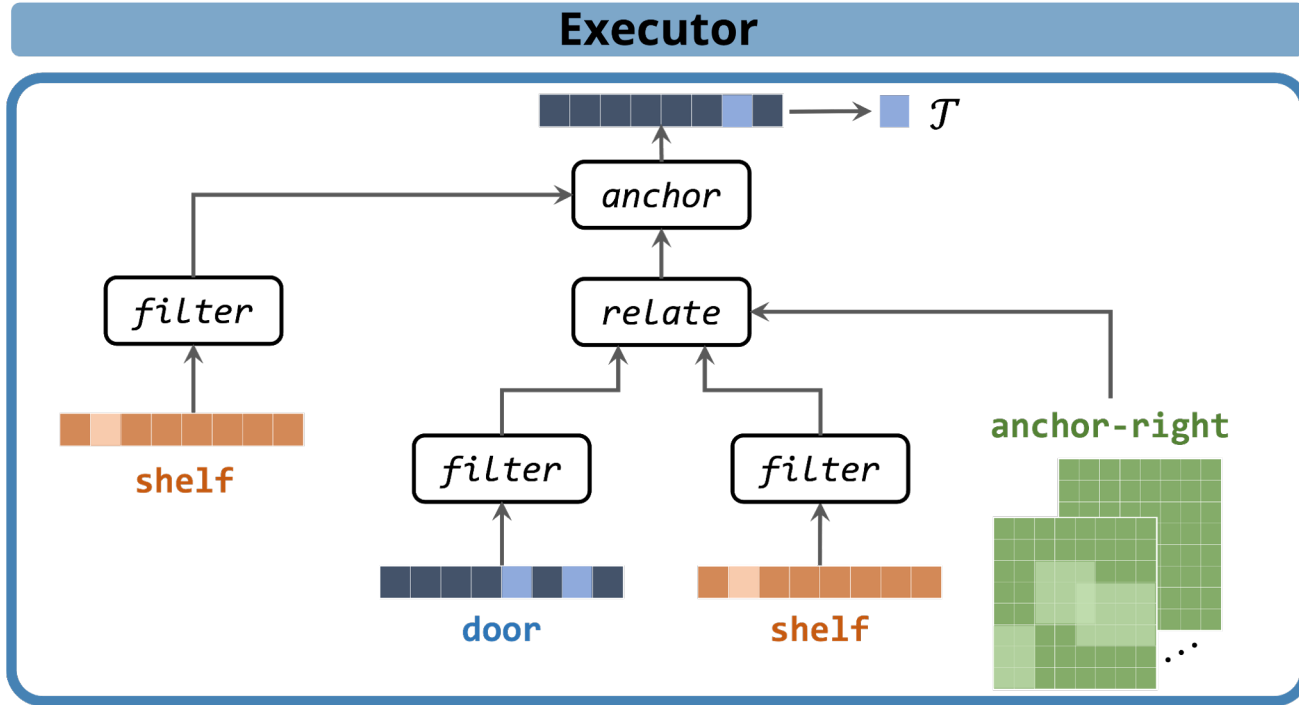 Executor
𝒯
anchor
filter
relate
anchor-right
shelf
filter
filter
door
shelf
...